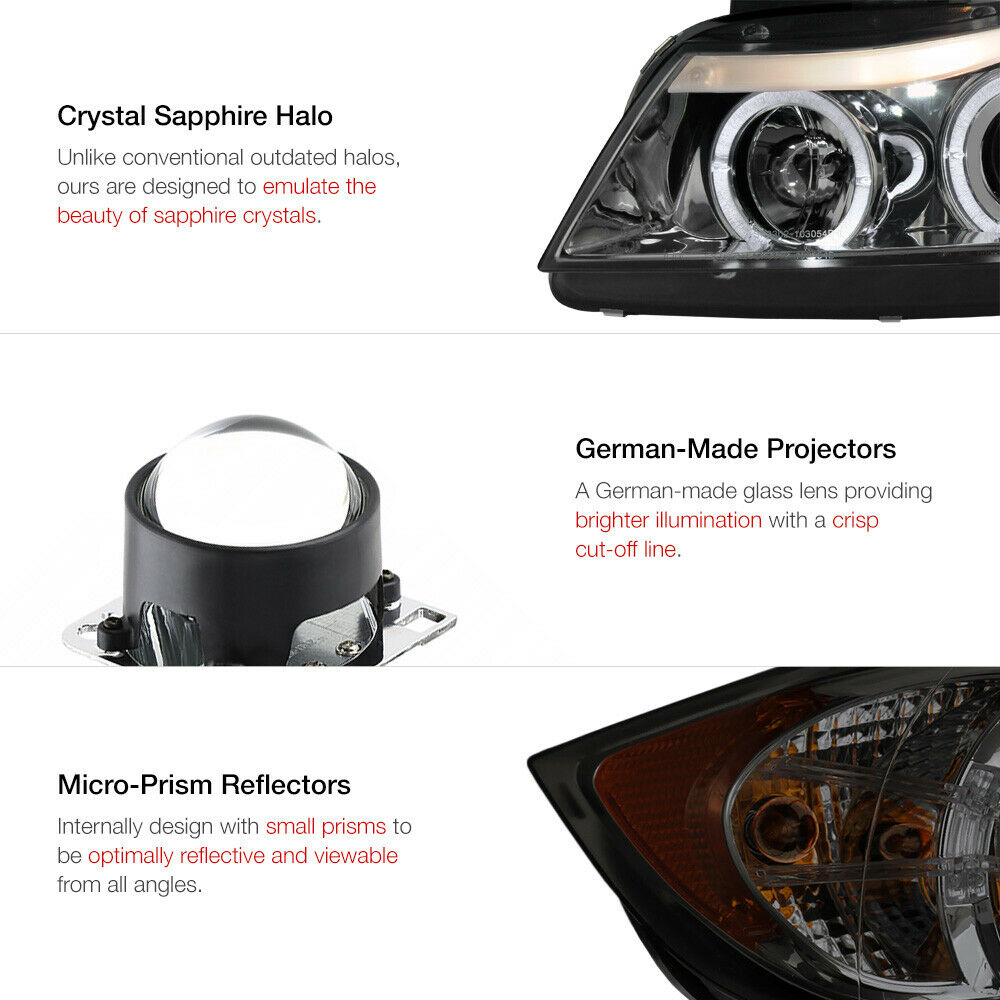 Crystal Sapphire Halo
Unlike conventional outdated halos,
ours are designed to emulate the
beauty of sapphire crystals.
German-Made Projectors
A German-made glass lens providing
brighter illumination with a crisp
cut-off line.
Micro-Prism Reflectors
Internally design with small prisms to
be optimally reflective and viewable
from all angles.